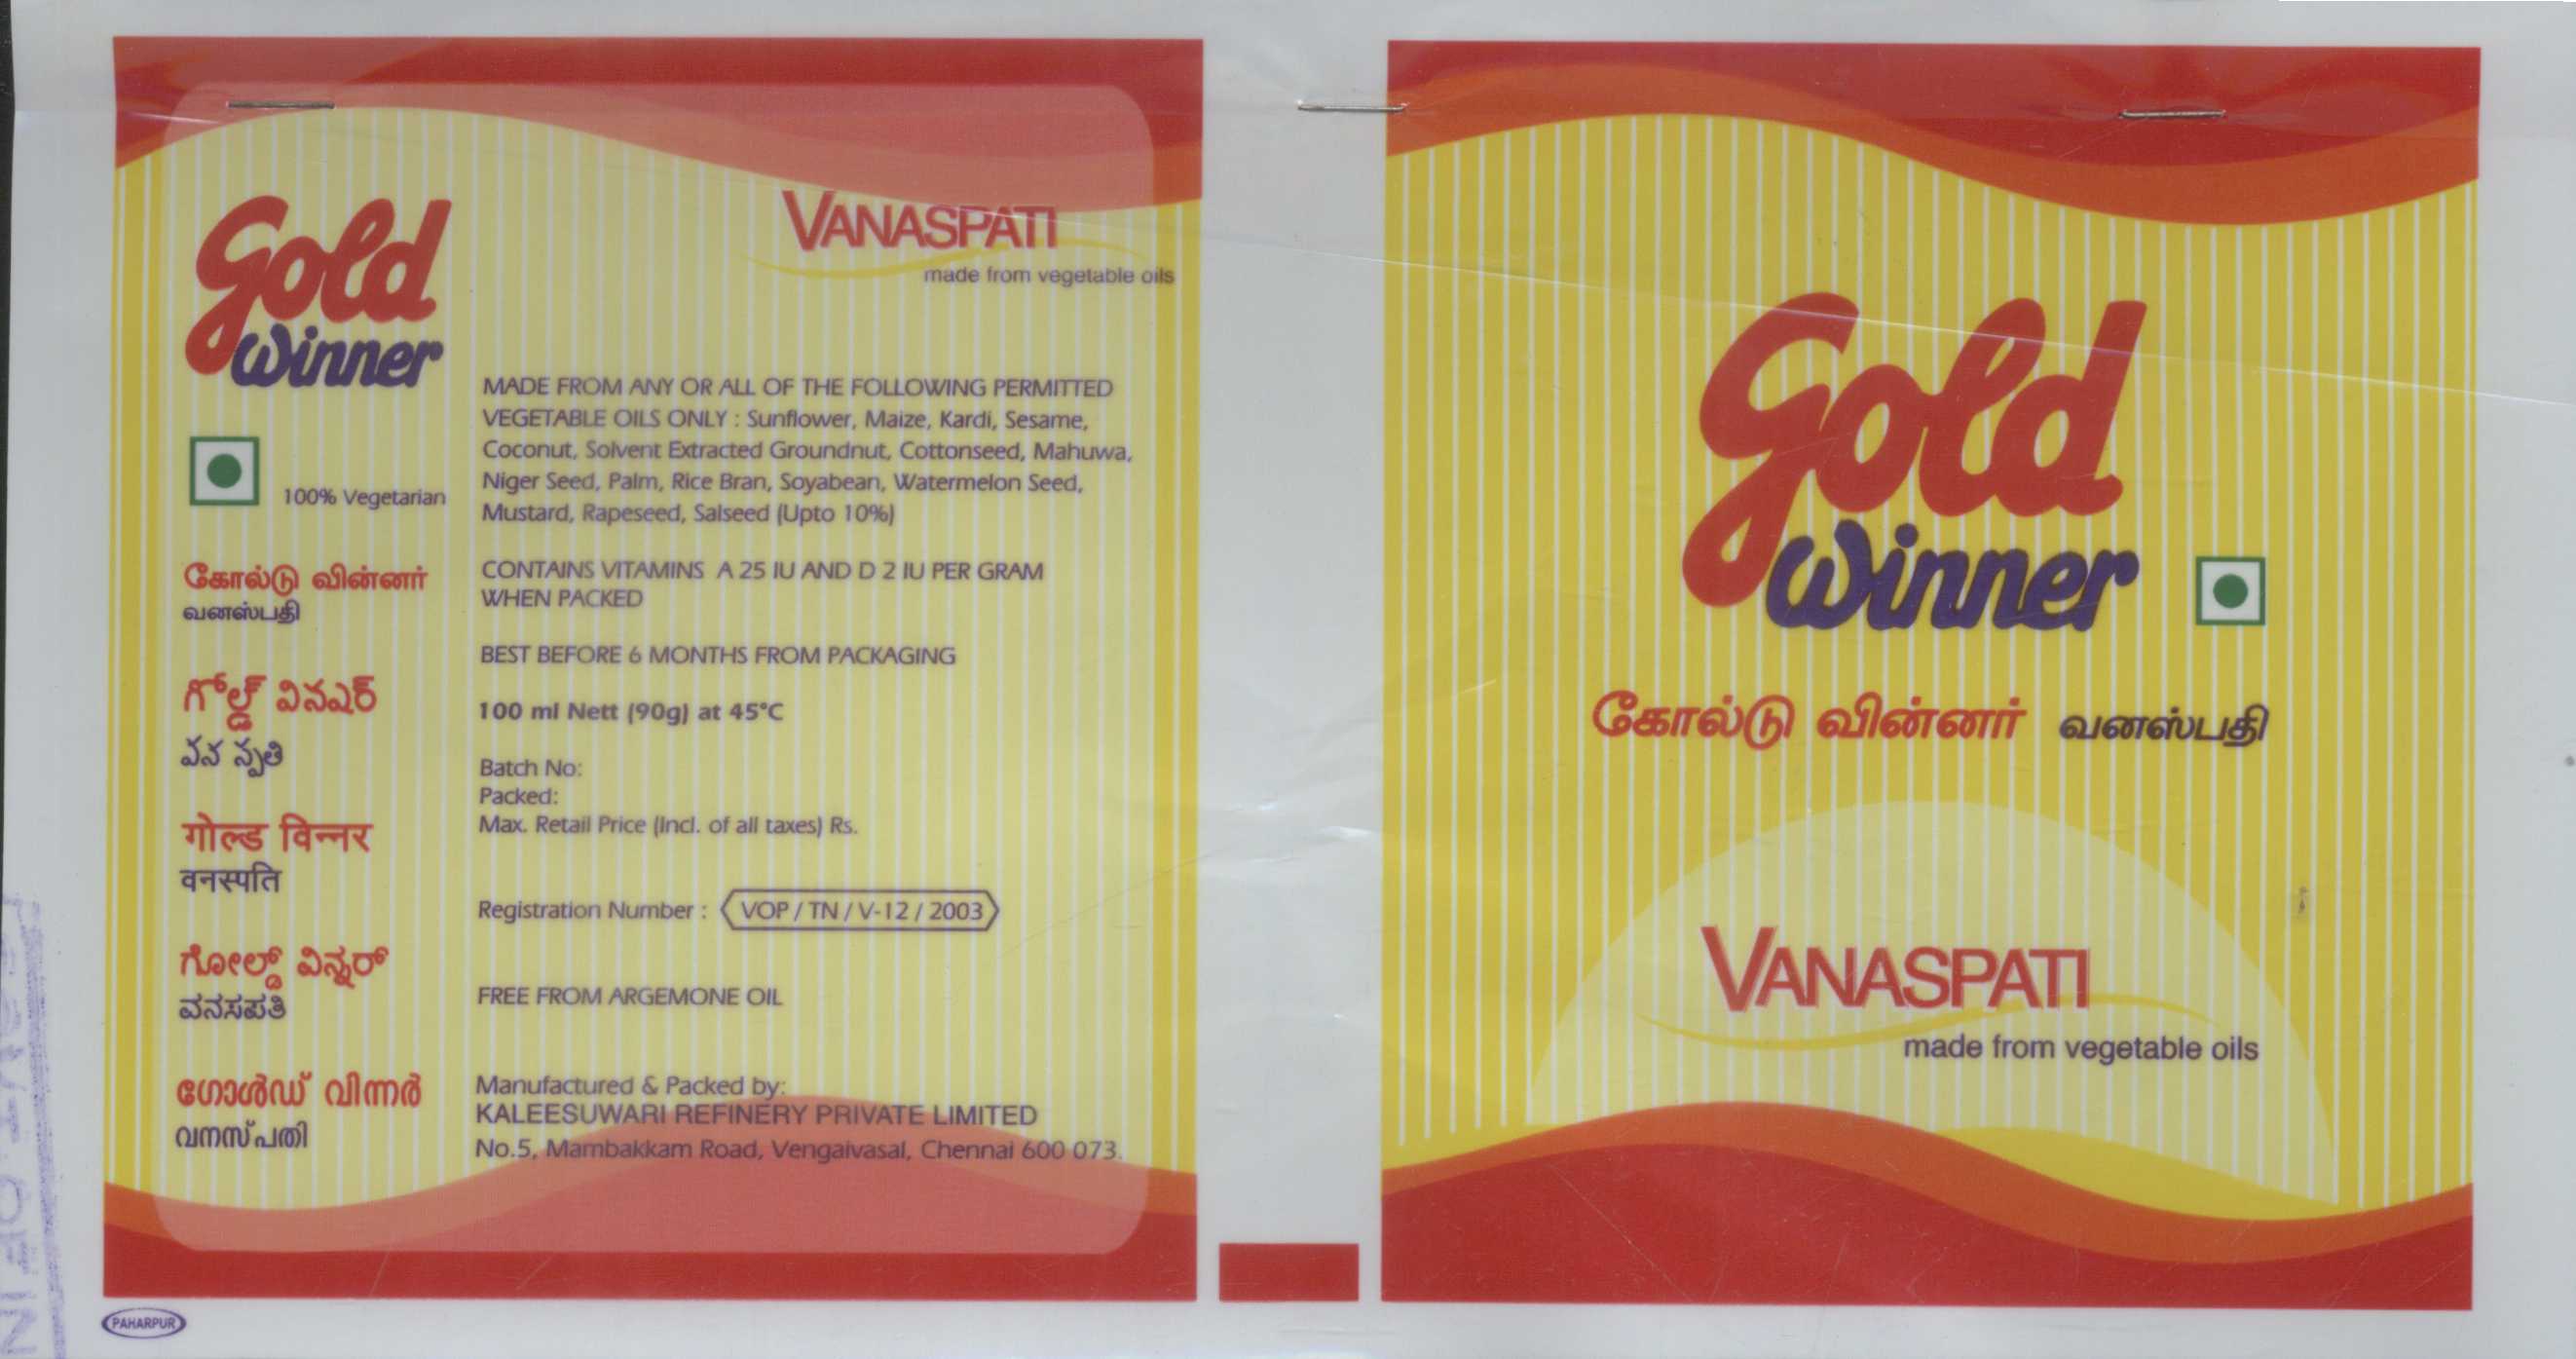 Gold
Winner
100% Vegetarian
கோல்டு வின்னர்
வனஸ்பதி
గోల్డ్ విన్నర్
వన స్పతి
गोल्ड विन्नर
वनस्पति
ಗೋಲ್ಡ್ ವಿನ್ನರ್
ವನಸಪತಿ
ഗോൾഡ് വിന്നർ
വനസ്പതി
VANASPATI
made from vegetable oils
MADE FROM ANY OR ALL OF THE FOLLOWING PERMITTED
VEGETABLE OILS ONLY : Sunflower, Maize, Kardi, Sesame,
Coconut, Solvent Extracted Groundnut, Cottonseed, Mahuwa,
Niger Seed, Palm, Rice Bran, Soyabean, Watermelon Seed,
Mustard, Rapeseed, Salseed (Upto 10%)
CONTAINS VITAMINS A 25 IU AND D 2 IU PER GRAM
WHEN PACKED
BEST BEFORE 6 MONTHS FROM PACKAGING
100 ml Nett (90g) at 45°C
Batch No:
Packed:
Max. Retail Price (Incl. of all taxes) Rs.
Registration Number : VOP / TN / V-12 / 2003
FREE FROM ARGEMONE OIL
Manufactured & Packed by:
KALEESUWARI REFINERY PRIVATE LIMITED
No.5, Mambakkam Road, Vengaivasal, Chennai 600 073.
PAHARPUR
Gold
Winner
கோல்டு வின்னர் வனஸ்பதி
VANASPATI
made from vegetable oils